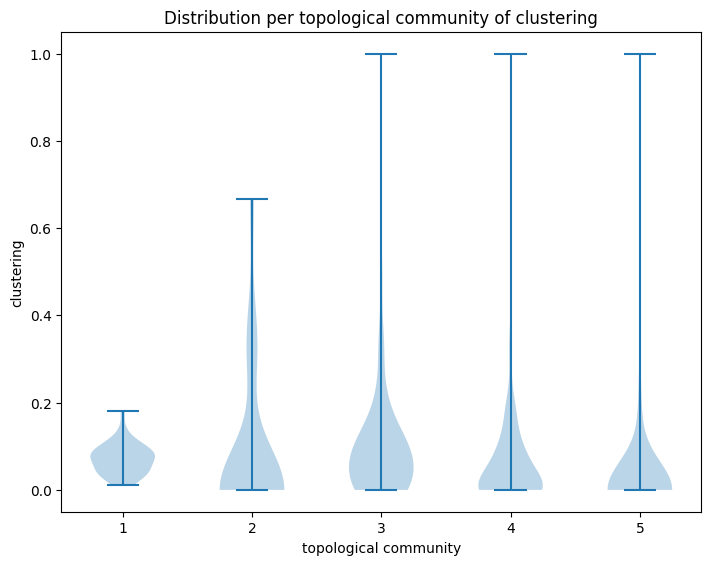 Distribution per topological community of clustering
1.0
0.8
0.6
0.4
0.2
0.0
clustering
1 2 3 4 5
topological community